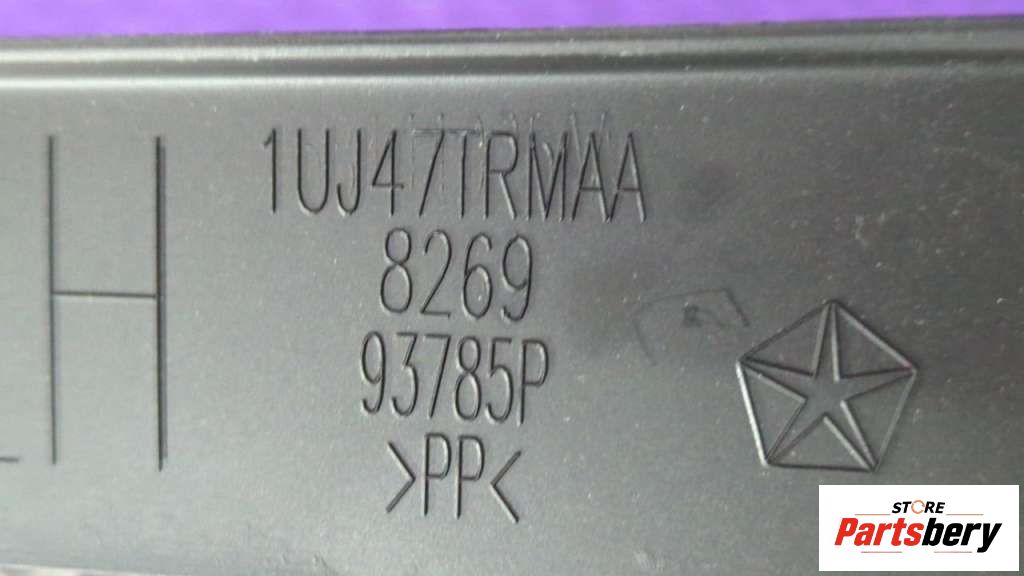 LH
1UJ47TRMAA
8269
93785P
>PP<
STORE
Partsbery